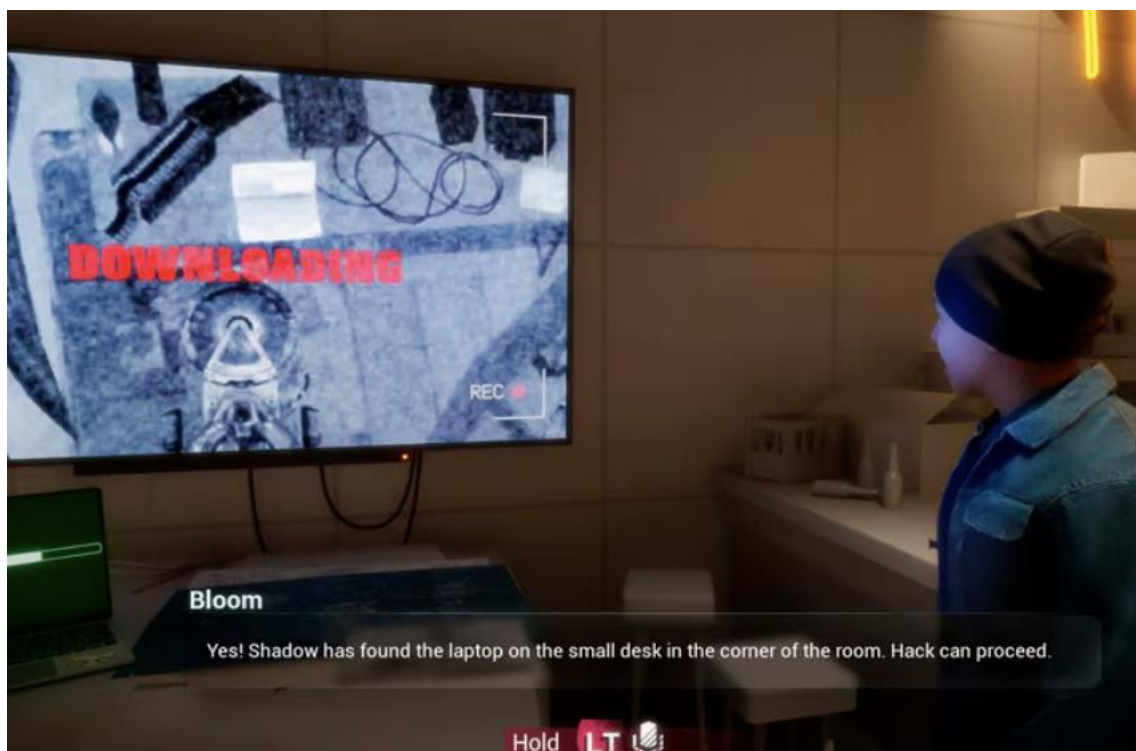 DOWNLOADING
REC
Bloom
Yes! Shadow has found the laptop on the small desk in the corner of the room. Hack can proceed.
Hold LT